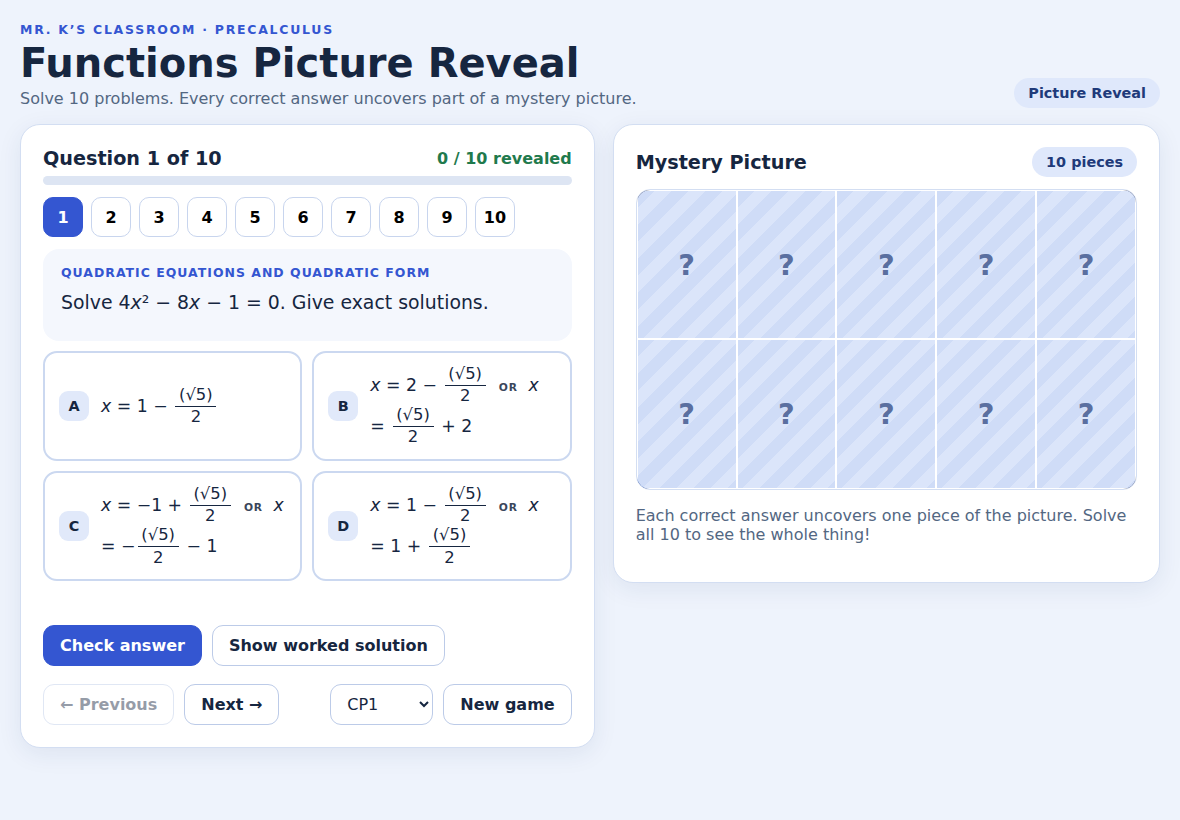 MR. K’S CLASSROOM · PRECALCULUS
Functions Picture Reveal
Solve 10 problems. Every correct answer uncovers part of a mystery picture.
Picture Reveal
Question 1 of 10
0 / 10 revealed
1 2 3 4 5 6 7 8 9 10
QUADRATIC EQUATIONS AND QUADRATIC FORM
Solve 4x² − 8x − 1 = 0. Give exact solutions.
A x = 1 − (√5)/2
B x = 2 − (√5)/2 OR x
= (√5)/2 + 2
C x = −1 + (√5)/2 OR x
= −(√5)/2 − 1
D x = 1 − (√5)/2 OR x
= 1 + (√5)/2
Check answer
Show worked solution
← Previous
Next →
CP1
New game
Mystery Picture
10 pieces
? ? ? ? ?
? ? ? ? ?
Each correct answer uncovers one piece of the picture. Solve
all 10 to see the whole thing!